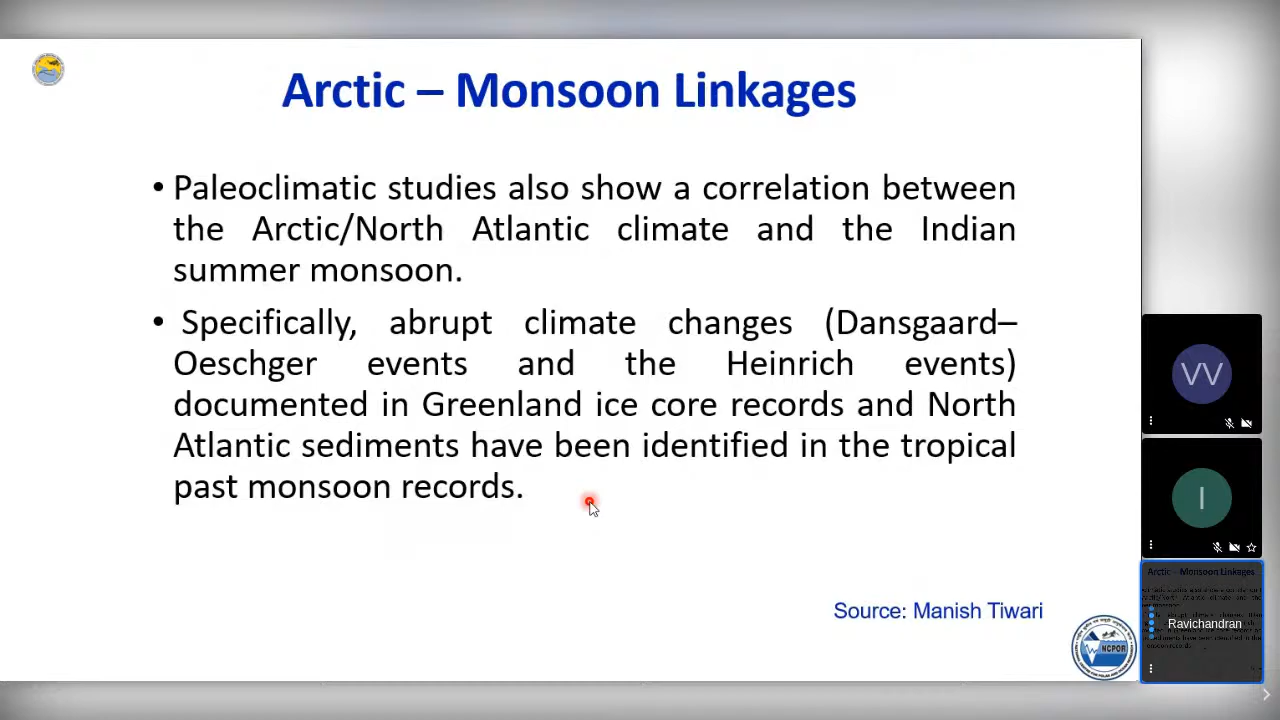 Arctic – Monsoon Linkages
• Paleoclimatic studies also show a correlation between
the Arctic/North Atlantic climate and the Indian
summer monsoon.
• Specifically, abrupt climate changes (Dansgaard–
Oeschger events and the Heinrich events)
documented in Greenland ice core records and North
Atlantic sediments have been identified in the tropical
past monsoon records.
Source: Manish Tiwari
NCPOR
VV
I
Arctic – Monsoon Linkages
Ravichandran